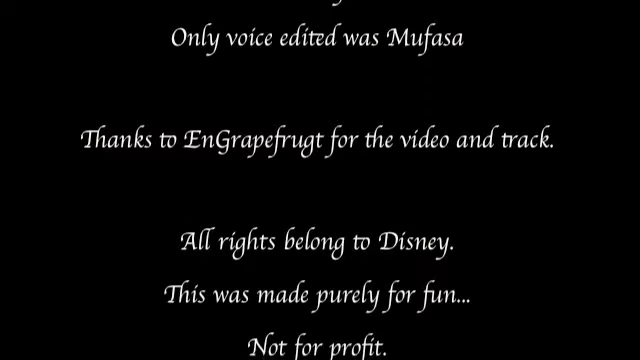 Only voice edited was Mufasa
Thanks to EnGrapefrugt for the video and track.
All rights belong to Disney.
This was made purely for fun...
Not for profit.